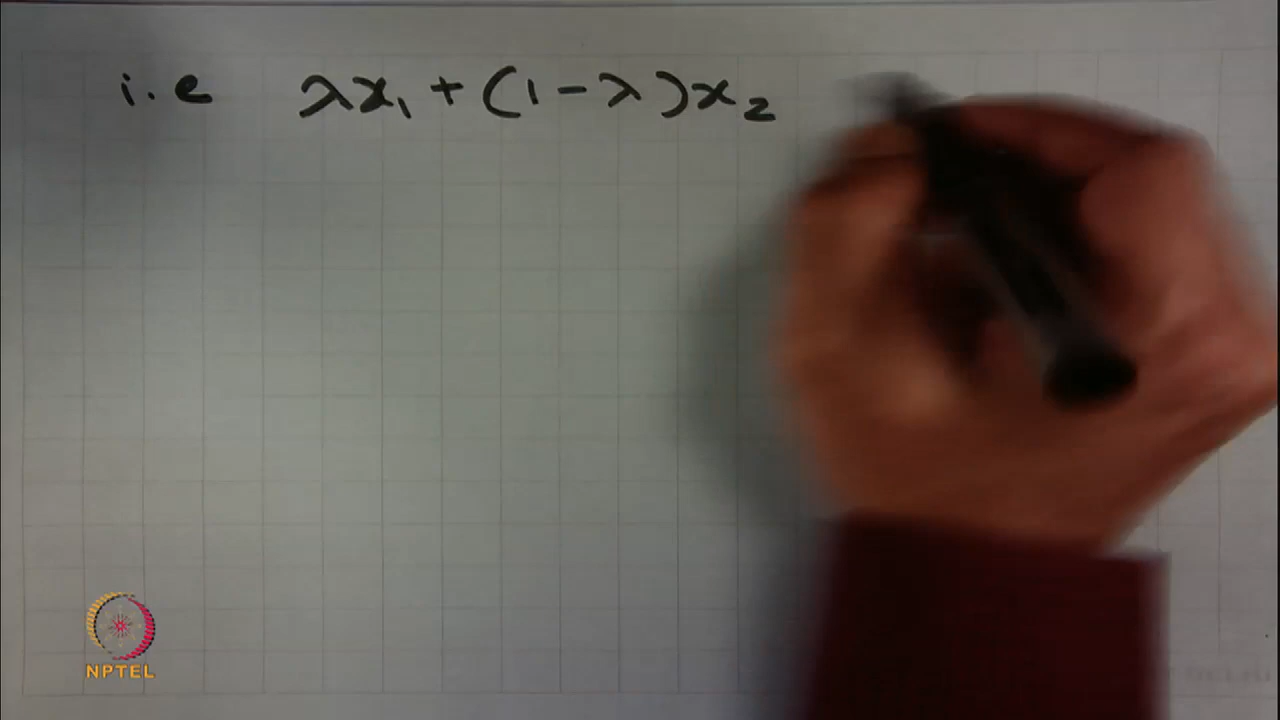 i.e λx₁ + (1 - λ)x₂
NPTEL